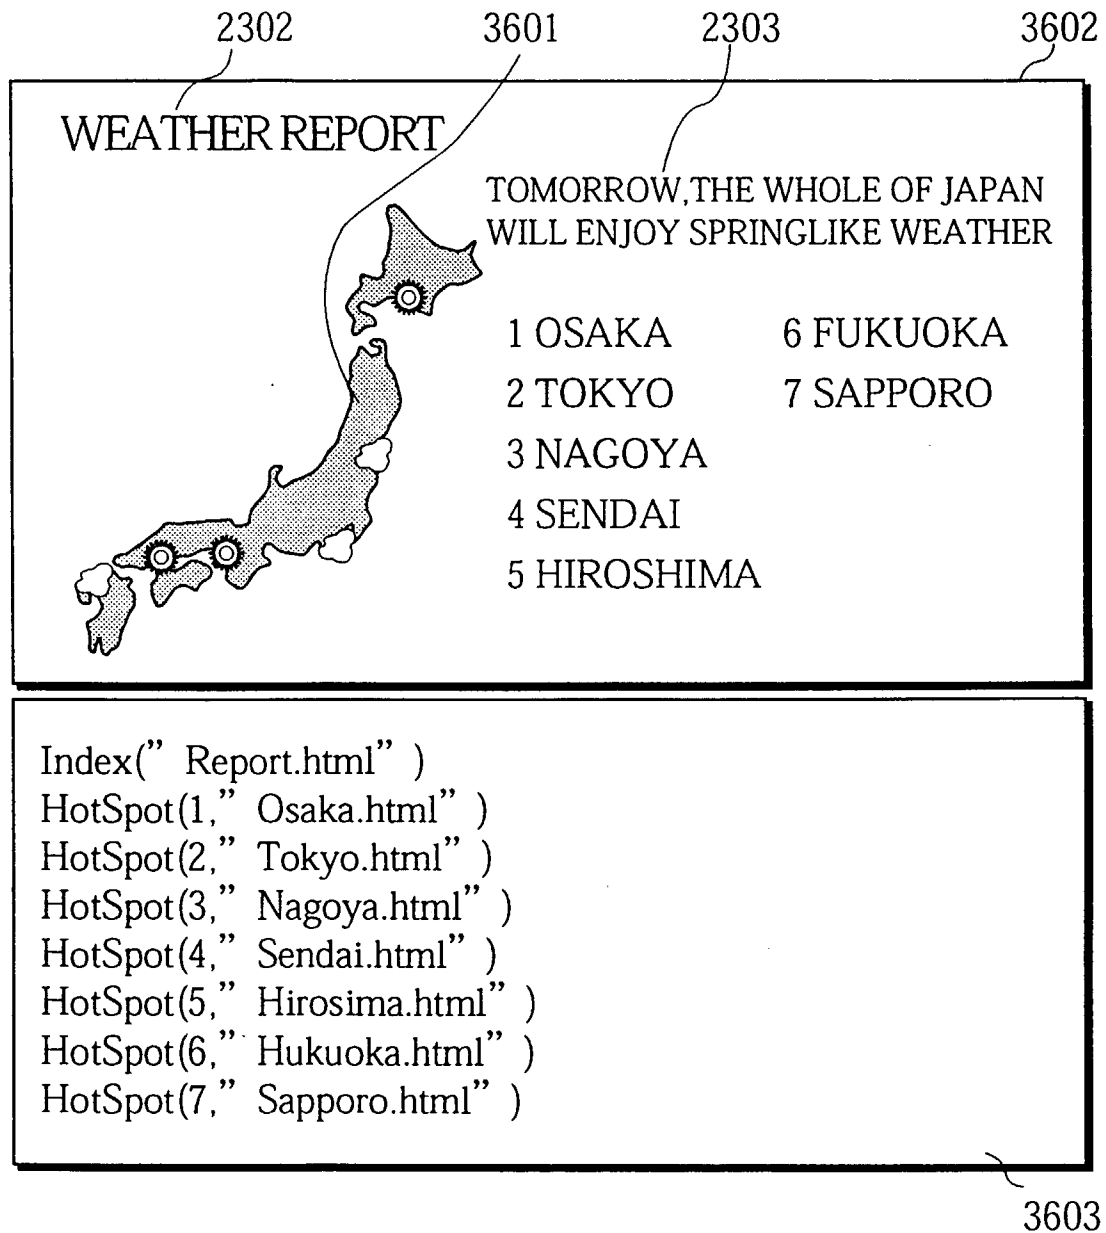 2302 3601 2303 3602
WEATHER REPORT
TOMORROW,THE WHOLE OF JAPAN
WILL ENJOY SPRINGLIKE WEATHER
1 OSAKA 6 FUKUOKA
2 TOKYO 7 SAPPORO
3 NAGOYA
4 SENDAI
5 HIROSHIMA
Index(” Report.html” )
HotSpot(1,” Osaka.html” )
HotSpot(2,” Tokyo.html” )
HotSpot(3,” Nagoya.html” )
HotSpot(4,” Sendai.html” )
HotSpot(5,” Hirosima.html” )
HotSpot(6,” Hukuoka.html” )
HotSpot(7,” Sapporo.html” )
3603